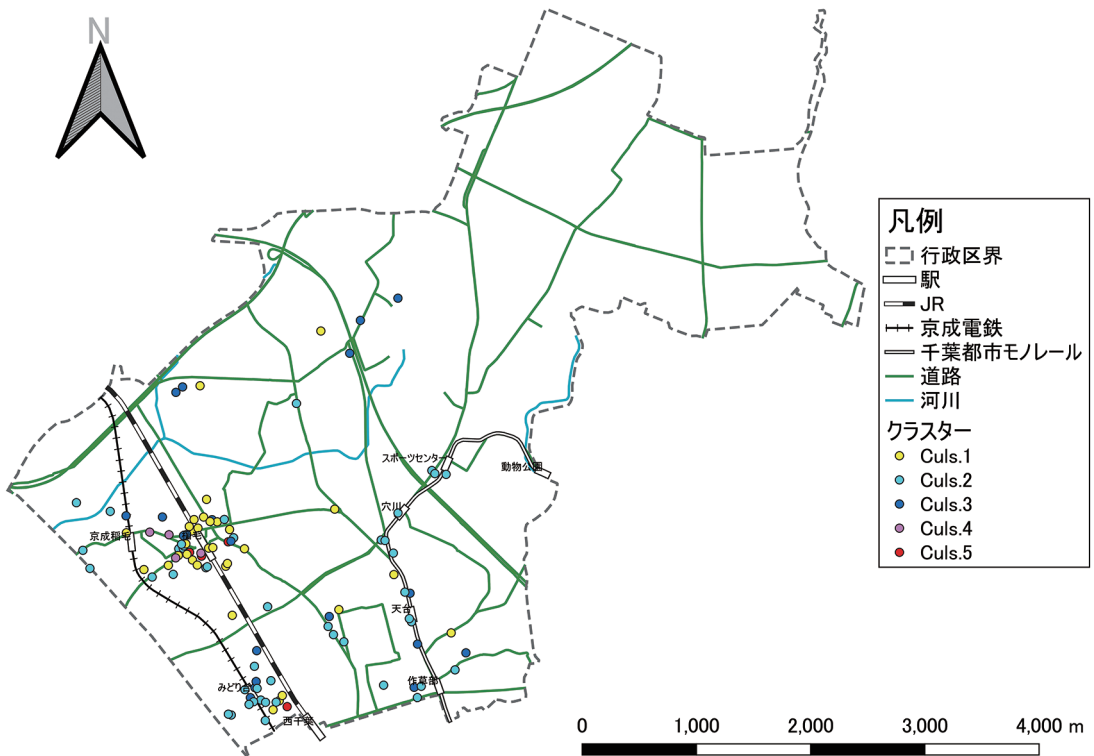 N
スポーツセンター
動物公園
穴川
京成稲毛
稲毛
天台
作草部
みどり台
西千葉
凡例
行政区界
駅
JR
京成電鉄
千葉都市モノレール
道路
河川
クラスター
Culs.1
Culs.2
Culs.3
Culs.4
Culs.5
0 1,000 2,000 3,000 4,000 m